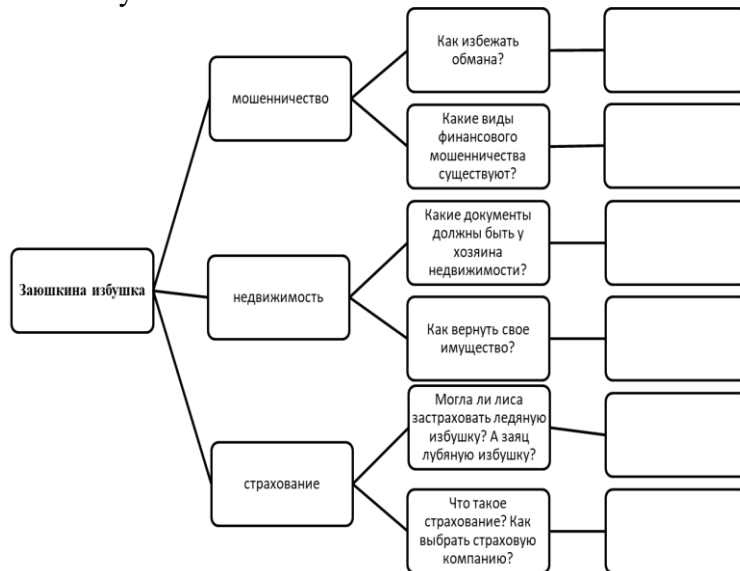 Как избежать
обмана?
мошенничество
Какие виды
финансового
мошенничества
существуют?
Какие документы
должны быть у
хозяина
недвижимости?
Заюшкина избушка
недвижимость
Как вернуть свое
имущество?
Могла ли лиса
застраховать ледяную
избушку? А заяц
лубяную избушку?
страхование
Что такое
страхование? Как
выбрать страховую
компанию?